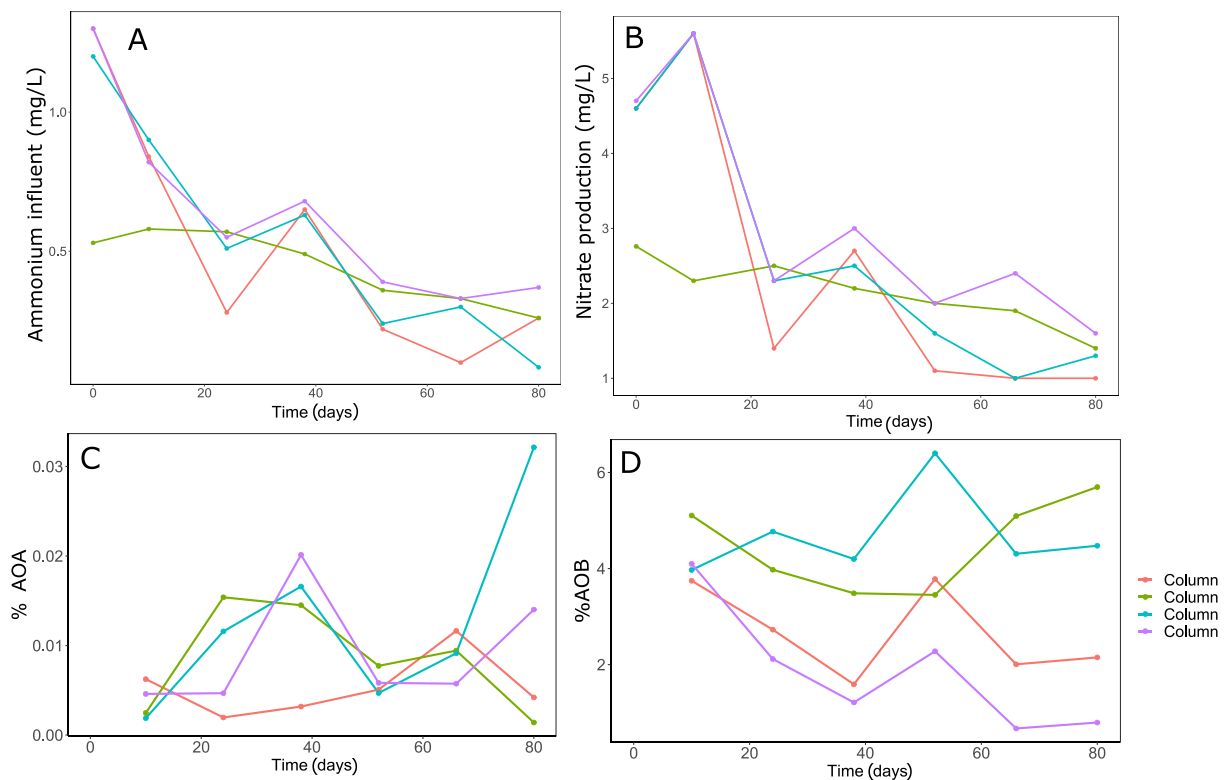 A
Ammonium influent (mg/L)
1.0
0.5
0 20 40 60 80
Time (days)
B
Nitrate production (mg/L)
5
4
3
2
1
0 20 40 60 80
Time (days)
C
% AOA
0.03
0.02
0.01
0.00
0 20 40 60 80
Time (days)
D
%AOB
6
4
2
0 20 40 60 80
Time (days)
Column
Column
Column
Column